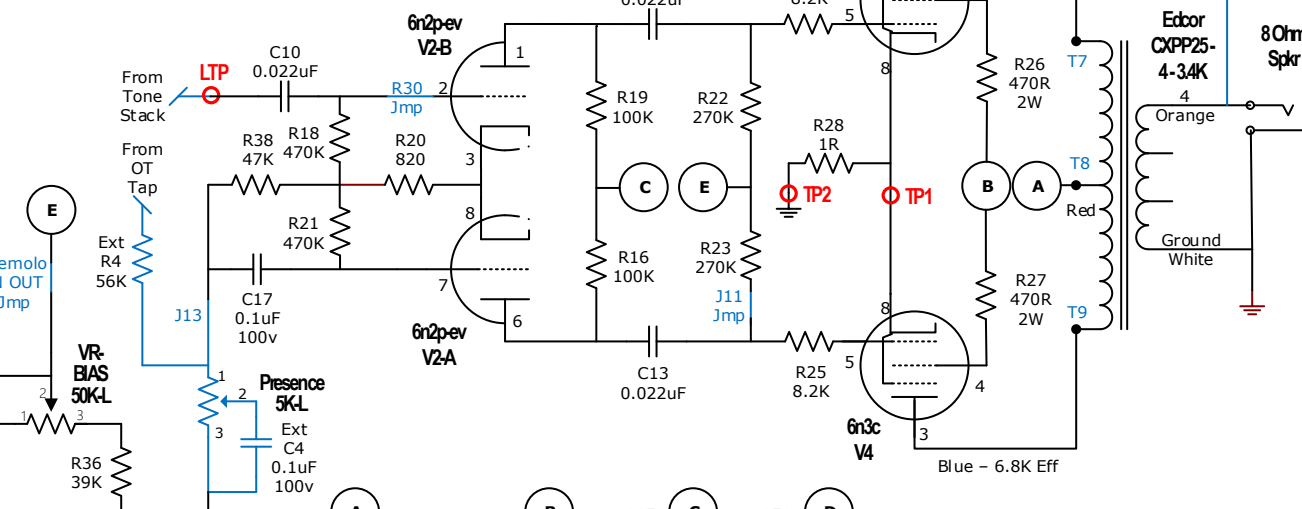 0.022uF
8.2K
6n2p-ev
V2-B
C10
0.022uF
From
Tone
Stack
LTP
R30
Jmp
1
2
5
8
R26
470R
2W
T7
Edcor
CXPP25-
4-3.4K
8 Ohm
Spkr
4
Orange
From
OT
Tap
R38
47K
R18
470K
R20
820
3
R19
100K
R22
270K
R28
1R
C
E
TP2
TP1
B
A
T8
Red
E
8
R21
470K
Ext
R4
56K
emolo
OUT
Jmp
7
R16
100K
R23
270K
J11
Jmp
8
R27
470R
2W
T9
Ground
White
J13
C17
0.1uF
100v
6n2p-ev
V2-A
6
VR-
BIAS
50K-L
2
1
3
1
2
3
Presence
5K-L
Ext
C4
0.1uF
100v
C13
0.022uF
R25
8.2K
5
4
6n3c
V4
3
Blue – 6.8K Eff
R36
39K